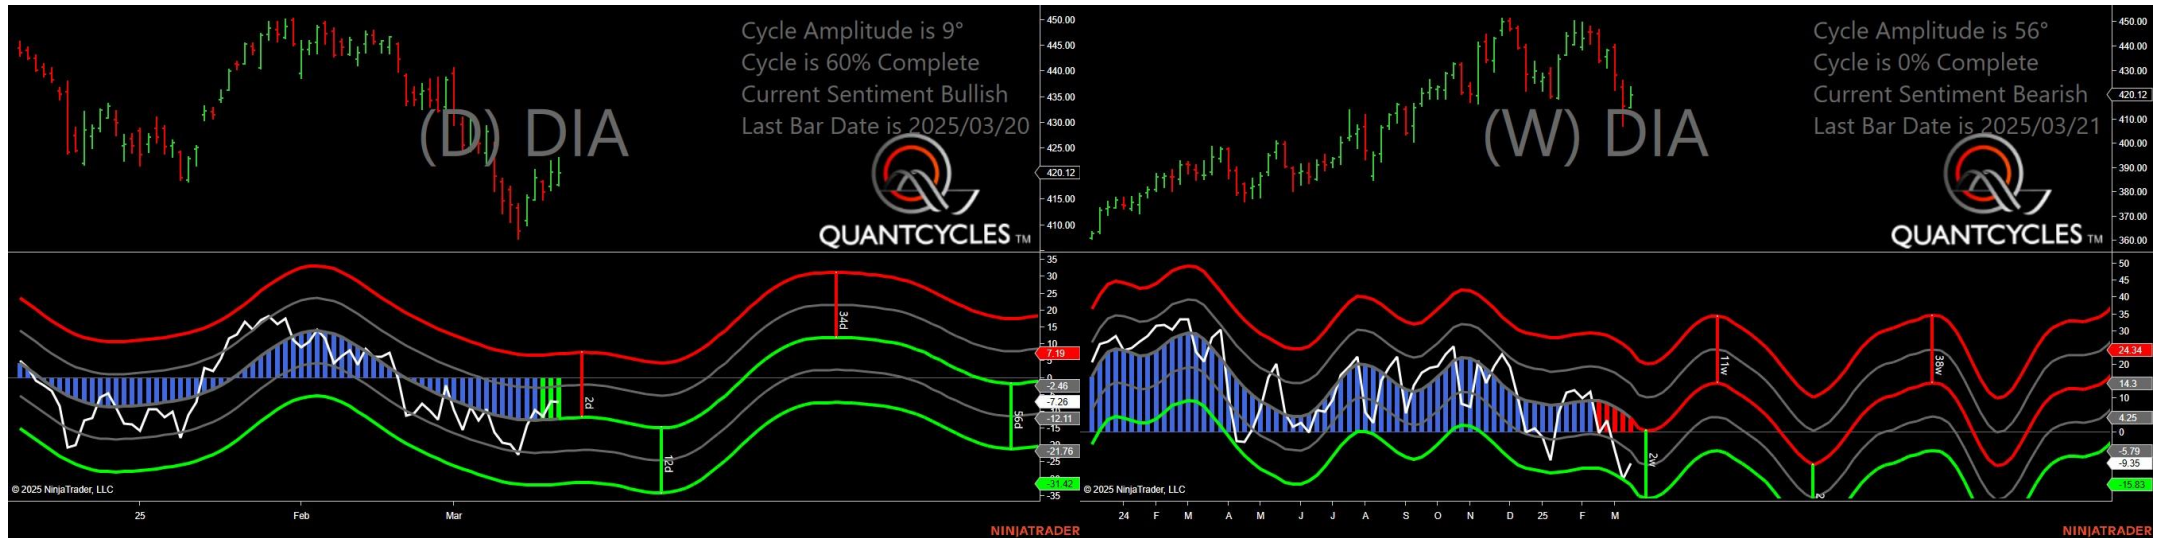 Cycle Amplitude is 9°
Cycle is 60% Complete
Current Sentiment Bullish
Last Bar Date is 2025/03/20
(D) DIA
QUANTCYCLES TM
450.00
445.00
440.00
435.00
430.00
425.00
420.12
415.00
410.00
35
30
25
20
15
10
7.19
0
-2.46
-7.26
-12.11
-15
-21.76
-25
-31.42
-35
34d
2d
12d
56d
© 2025 NinjaTrader, LLC
25
Feb
Mar
NINJATRADER
Cycle Amplitude is 56°
Cycle is 0% Complete
Current Sentiment Bearish
Last Bar Date is 2025/03/21
(W) DIA
QUANTCYCLES TM
450.00
440.00
430.00
420.12
410.00
400.00
390.00
380.00
370.00
360.00
50
45
40
35
30
24.34
20
14.3
10
4.25
0
-5.79
-9.35
-15.83
11w
38w
2w
© 2025 NinjaTrader, LLC
24 F M A M J J A S O N D 25 F M
NINJATRADER